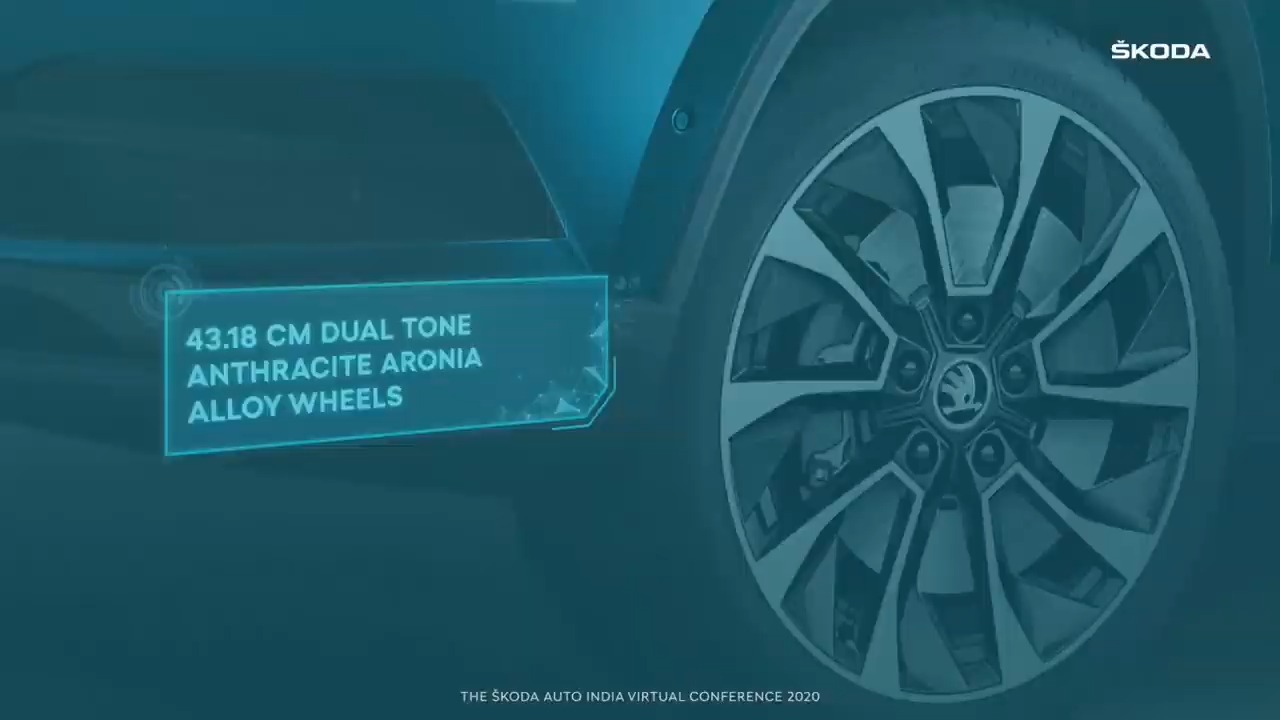 ŠKODA
43.18 CM DUAL TONE
ANTHRACITE ARONIA
ALLOY WHEELS
THE ŠKODA AUTO INDIA VIRTUAL CONFERENCE 2020